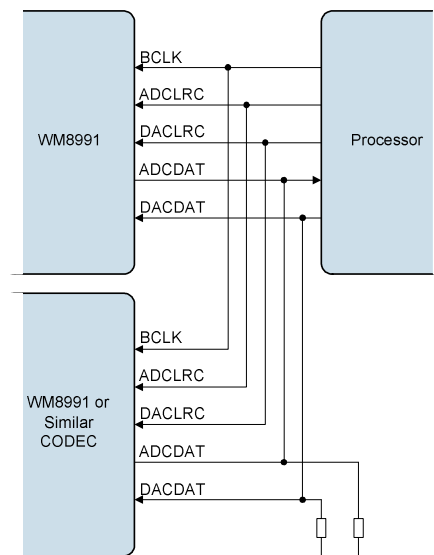 BCLK
ADCLRC
WM8991
DACLRC
Processor
ADCDAT
DACDAT
BCLK
ADCLRC
WM8991 or
Similar
CODEC
DACLRC
ADCDAT
DACDAT